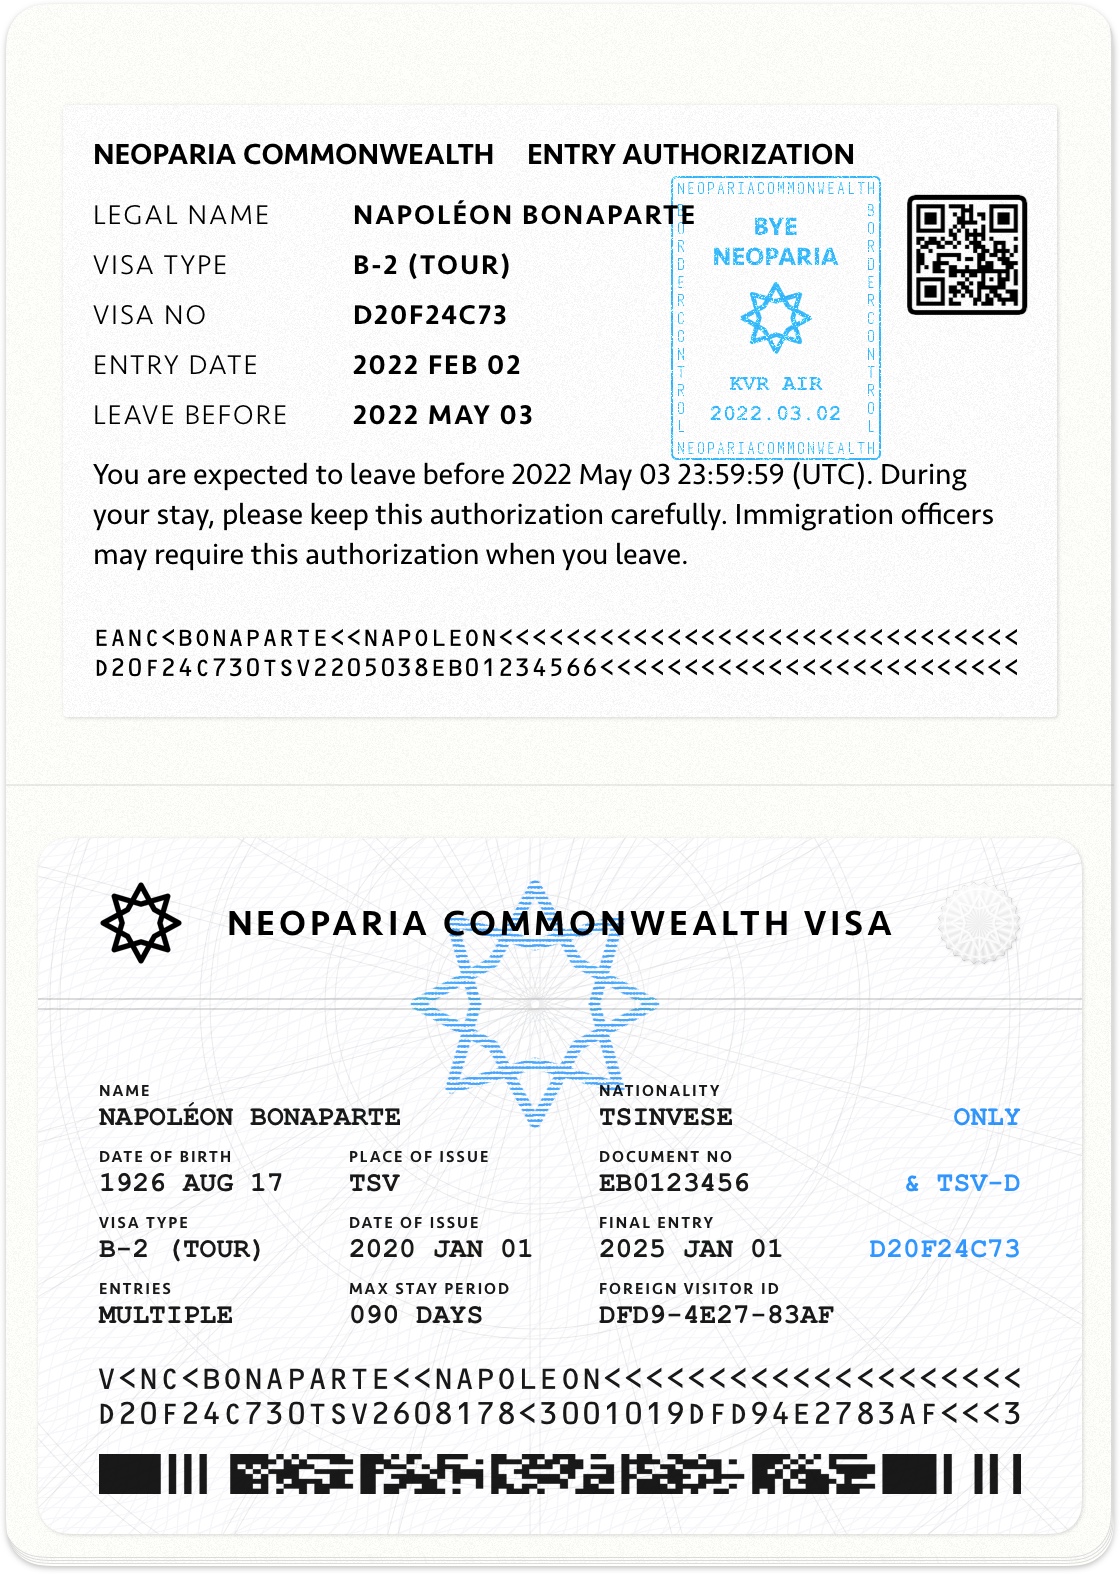 NEOPARIA COMMONWEALTH ENTRY AUTHORIZATION
LEGAL NAME NAPOLÉON BONAPARTE
VISA TYPE B-2 (TOUR)
VISA NO D20F24C73
ENTRY DATE 2022 FEB 02
LEAVE BEFORE 2022 MAY 03
NEOPARIACOMMONWEALTH
BORDERCONTROL
BYE
NEOPARIA
KVR AIR
2022.03.02
BORDERCONTROL
NEOPARIACOMMONWEALTH
You are expected to leave before 2022 May 03 23:59:59 (UTC). During
your stay, please keep this authorization carefully. Immigration officers
may require this authorization when you leave.
EANC<BONAPARTE<<NAPOLEON<<<<<<<<<<<<<<<<<<<<<<<<<<<<<<<
D20F24C730TSV2205038EB01234566<<<<<<<<<<<<<<<<<<<<<<<<<
NEOPARIA COMMONWEALTH VISA
NAME NATIONALITY
NAPOLÉON BONAPARTE TSINVESE ONLY
DATE OF BIRTH PLACE OF ISSUE DOCUMENT NO
1926 AUG 17 TSV EB0123456 & TSV-D
VISA TYPE DATE OF ISSUE FINAL ENTRY
B-2 (TOUR) 2020 JAN 01 2025 JAN 01 D20F24C73
ENTRIES MAX STAY PERIOD FOREIGN VISITOR ID
MULTIPLE 090 DAYS DFD9-4E27-83AF
V<NC<BONAPARTE<<NAPOLEON<<<<<<<<<<<<<<<<<<<<
D20F24C730TSV2608178<3001019DFD94E2783AF<<<3